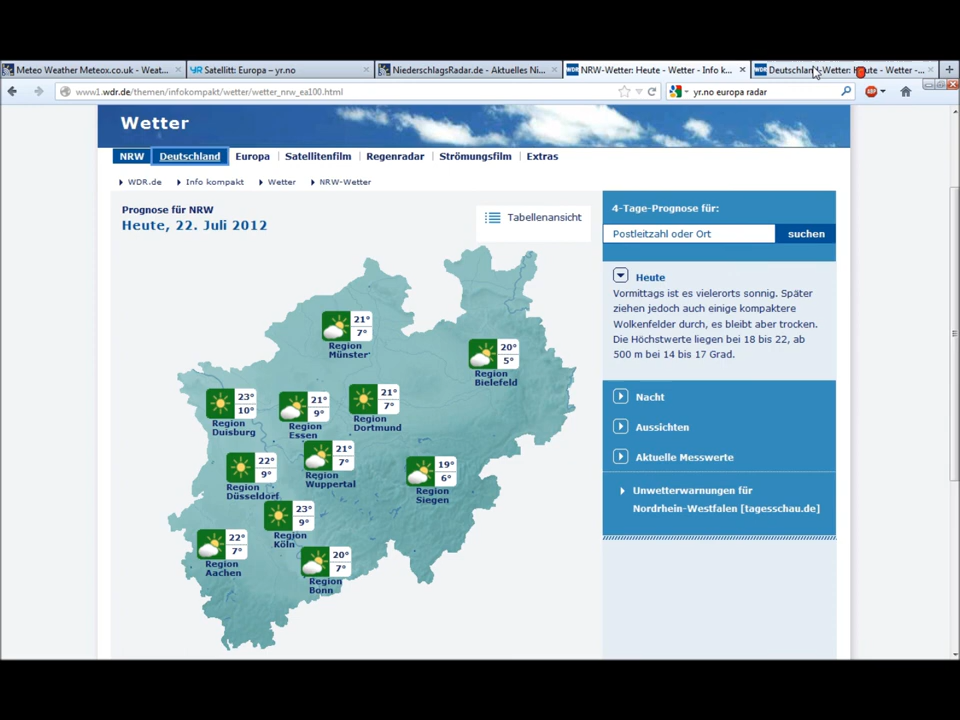 Meteo Weather Meteox.co.uk - Weat...
YR Satellitt: Europa – yr.no
NiederschlagsRadar.de - Aktuelles Ni...
WDR NRW-Wetter: Heute - Wetter - Info k...
WDR Deutschland-Wetter: Heute - Wetter -...
www1.wdr.de/themen/infokompakt/wetter/wetter_nrw_ea100.html
yr.no europa radar
ABP
Wetter
NRW Deutschland Europa Satellitenfilm Regenradar Strömungsfilm Extras
WDR.de Info kompakt Wetter NRW-Wetter
Prognose für NRW
Heute, 22. Juli 2012
Tabellenansicht
21°
7°
Region
Münster
20°
5°
Region
Bielefeld
23°
10°
Region
Duisburg
21°
9°
Region
Essen
21°
7°
Region
Dortmund
21°
7°
Region
Wuppertal
22°
9°
Region
Düsseldorf
19°
6°
Region
Siegen
23°
9°
Region
Köln
22°
7°
Region
Aachen
20°
7°
Region
Bonn
4-Tage-Prognose für:
Postleitzahl oder Ort suchen
Heute
Vormittags ist es vielerorts sonnig. Später
ziehen jedoch auch einige kompaktere
Wolkenfelder durch, es bleibt aber trocken.
Die Höchstwerte liegen bei 18 bis 22, ab
500 m bei 14 bis 17 Grad.
Nacht
Aussichten
Aktuelle Messwerte
Unwetterwarnungen für
Nordrhein-Westfalen [tagesschau.de]